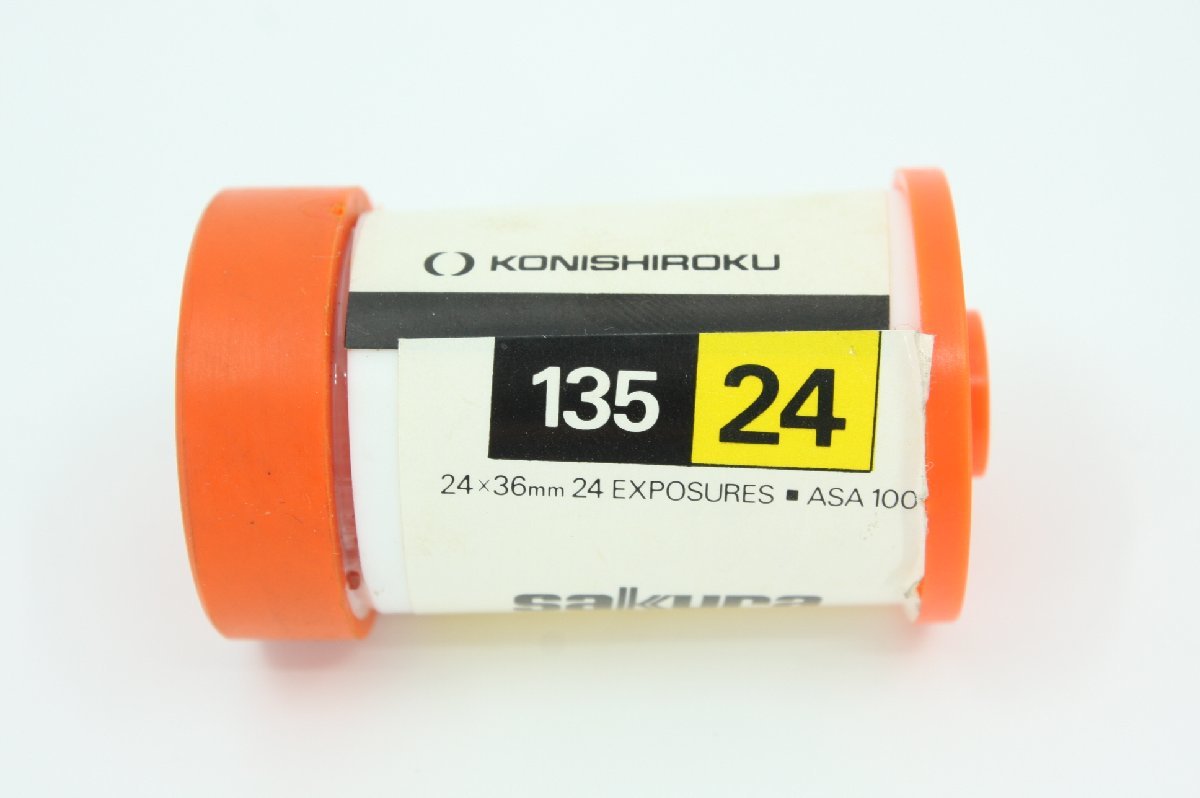 KONISHIROKU
135 24
24×36mm 24 EXPOSURES ▪ ASA 100
sakura